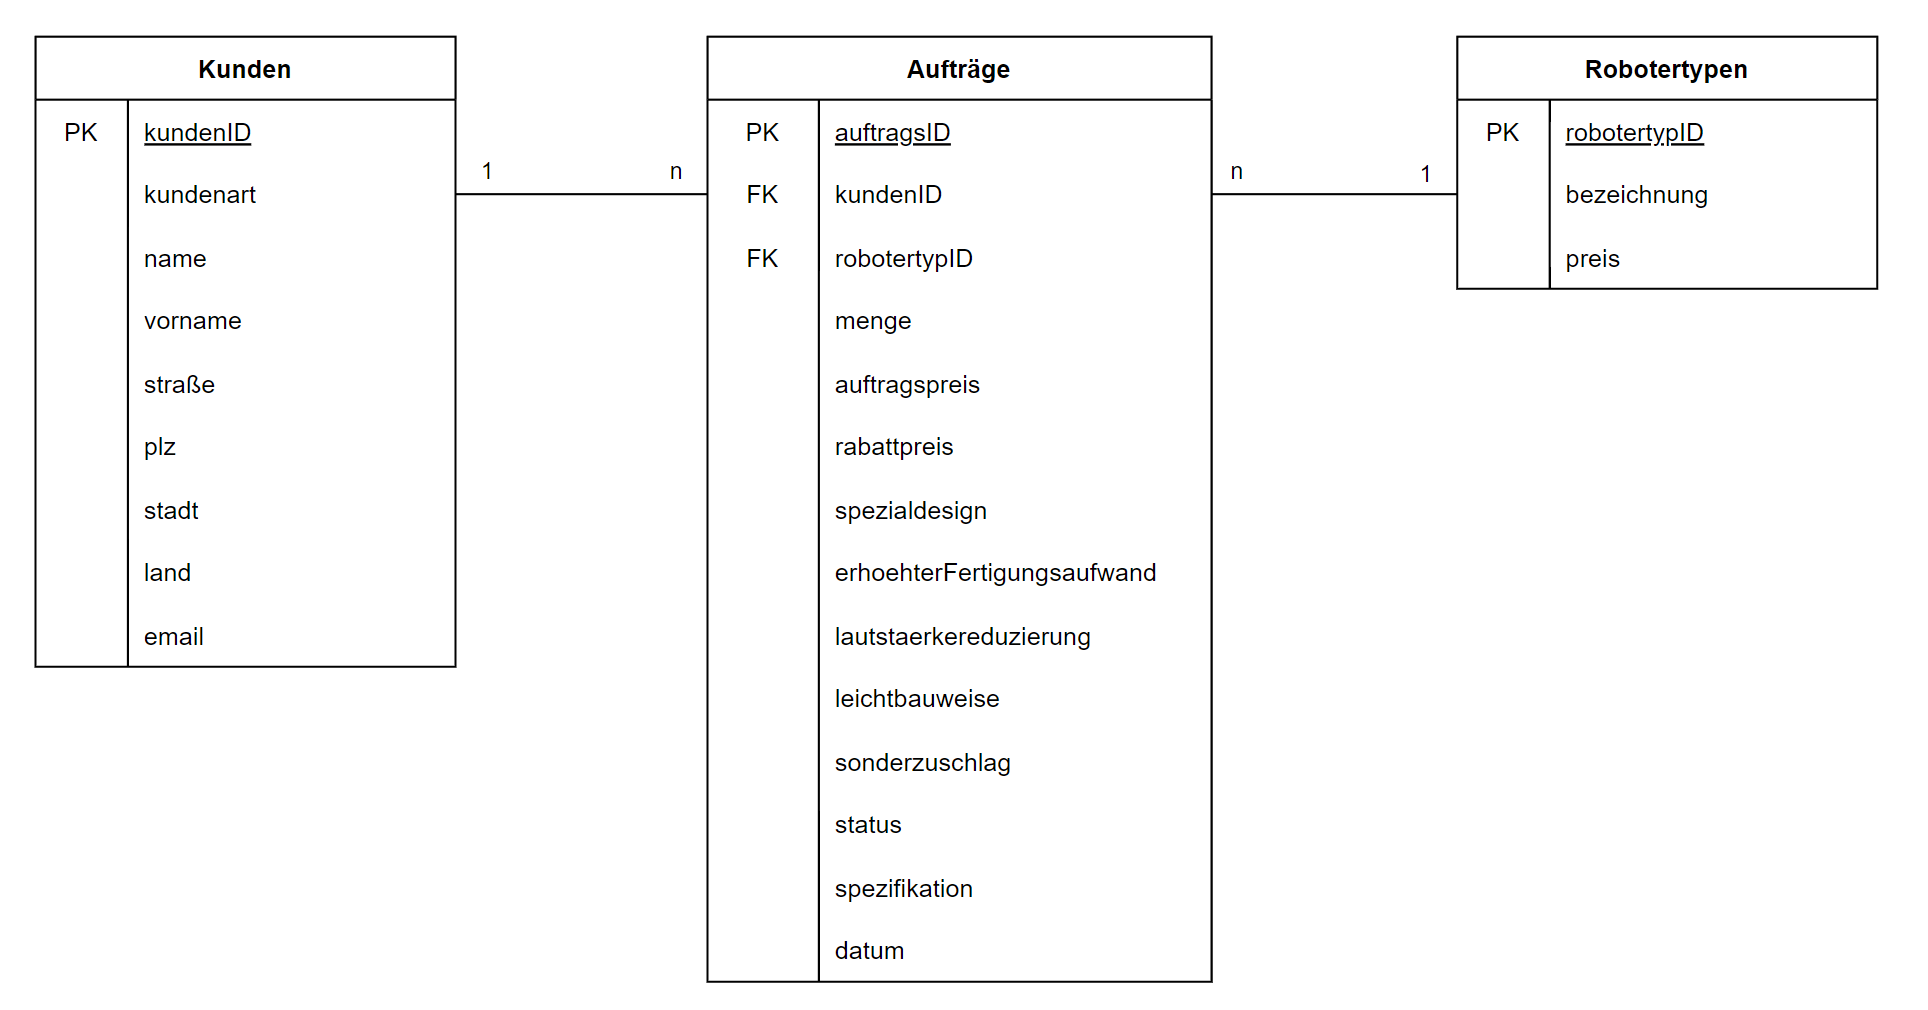 Kunden
PK kundenID
kundenart
name
vorname
straße
plz
stadt
land
email
1 n
Aufträge
PK auftragsID
FK kundenID
FK robotertypID
menge
auftragspreis
rabattpreis
spezialdesign
erhoehterFertigungsaufwand
lautstaerkereduzierung
leichtbauweise
sonderzuschlag
status
spezifikation
datum
n 1
Robotertypen
PK robotertypID
bezeichnung
preis